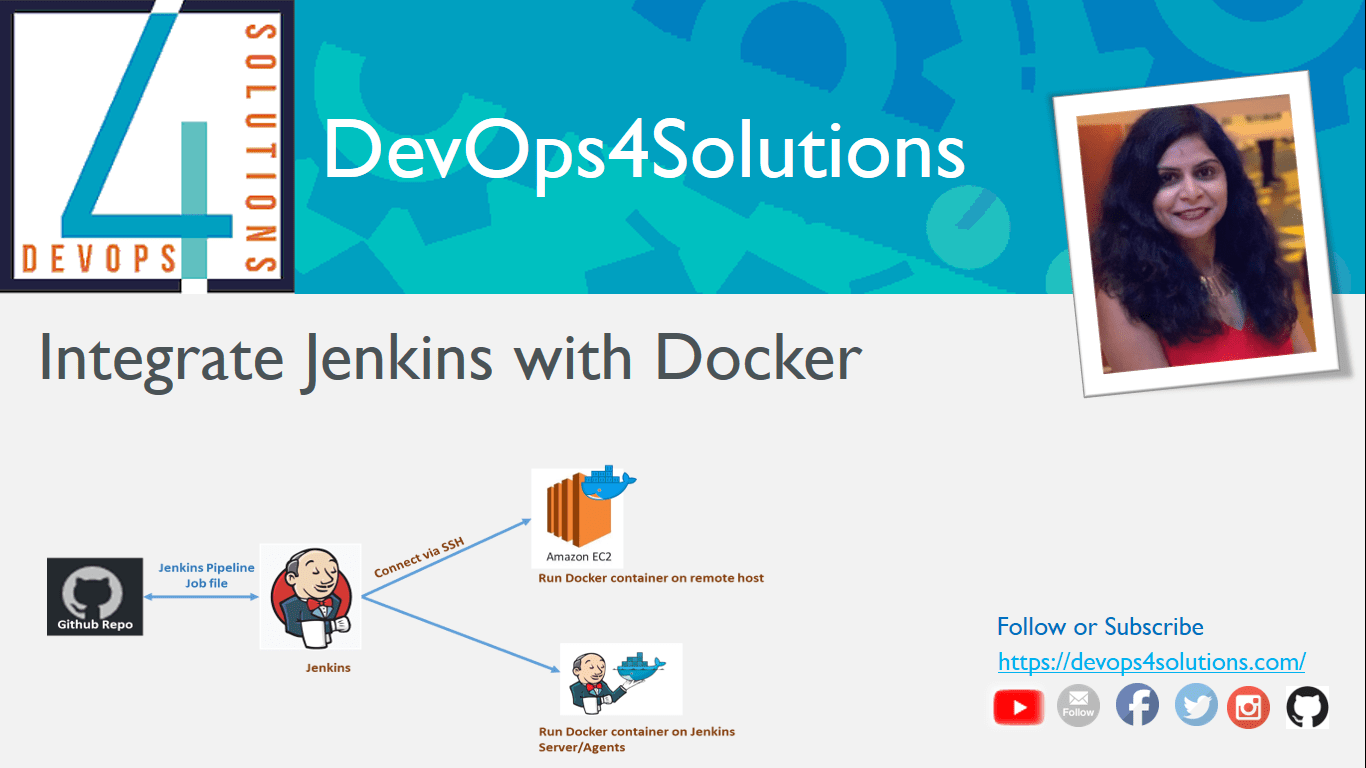 SOLUTIONS
DEVOPS
DevOps4Solutions
Integrate Jenkins with Docker
Amazon EC2
Run Docker container on remote host
Connect via SSH
Jenkins Pipeline
Job file
Github Repo
Jenkins
Run Docker container on Jenkins
Server/Agents
Follow or Subscribe
https://devops4solutions.com/
Follow